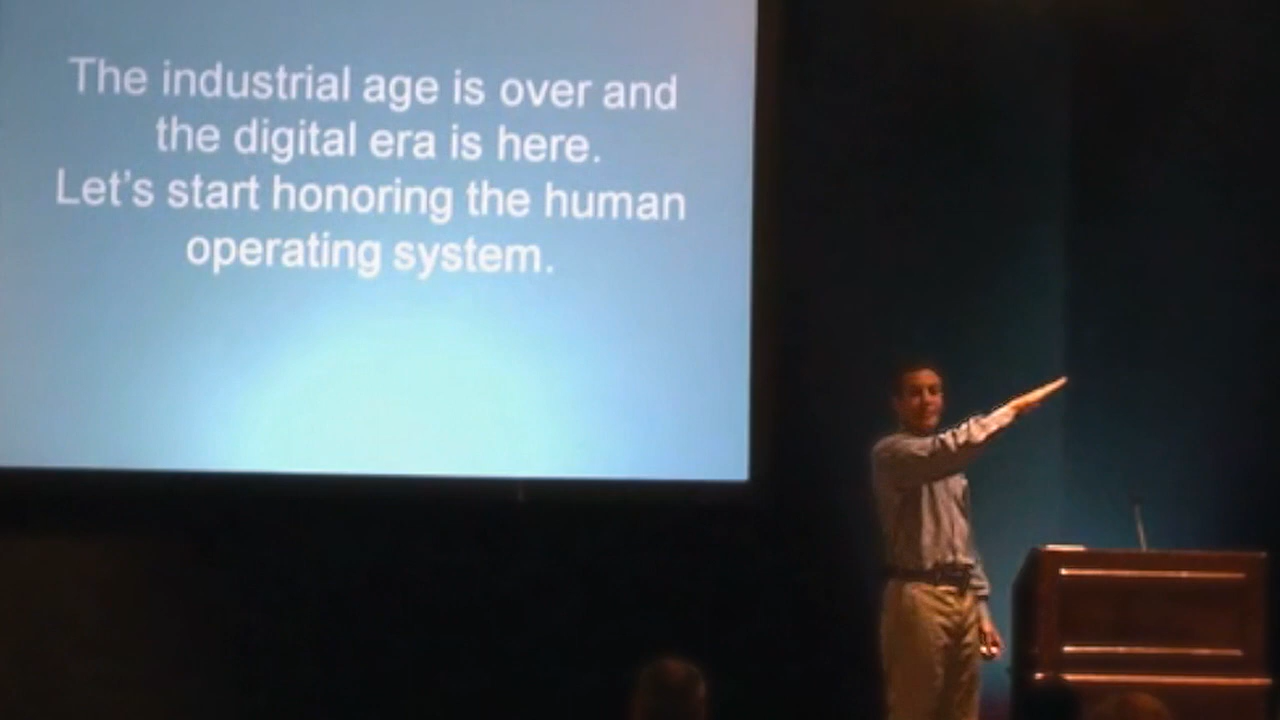 The industrial age is over and
the digital era is here.
Let's start honoring the human
operating system.